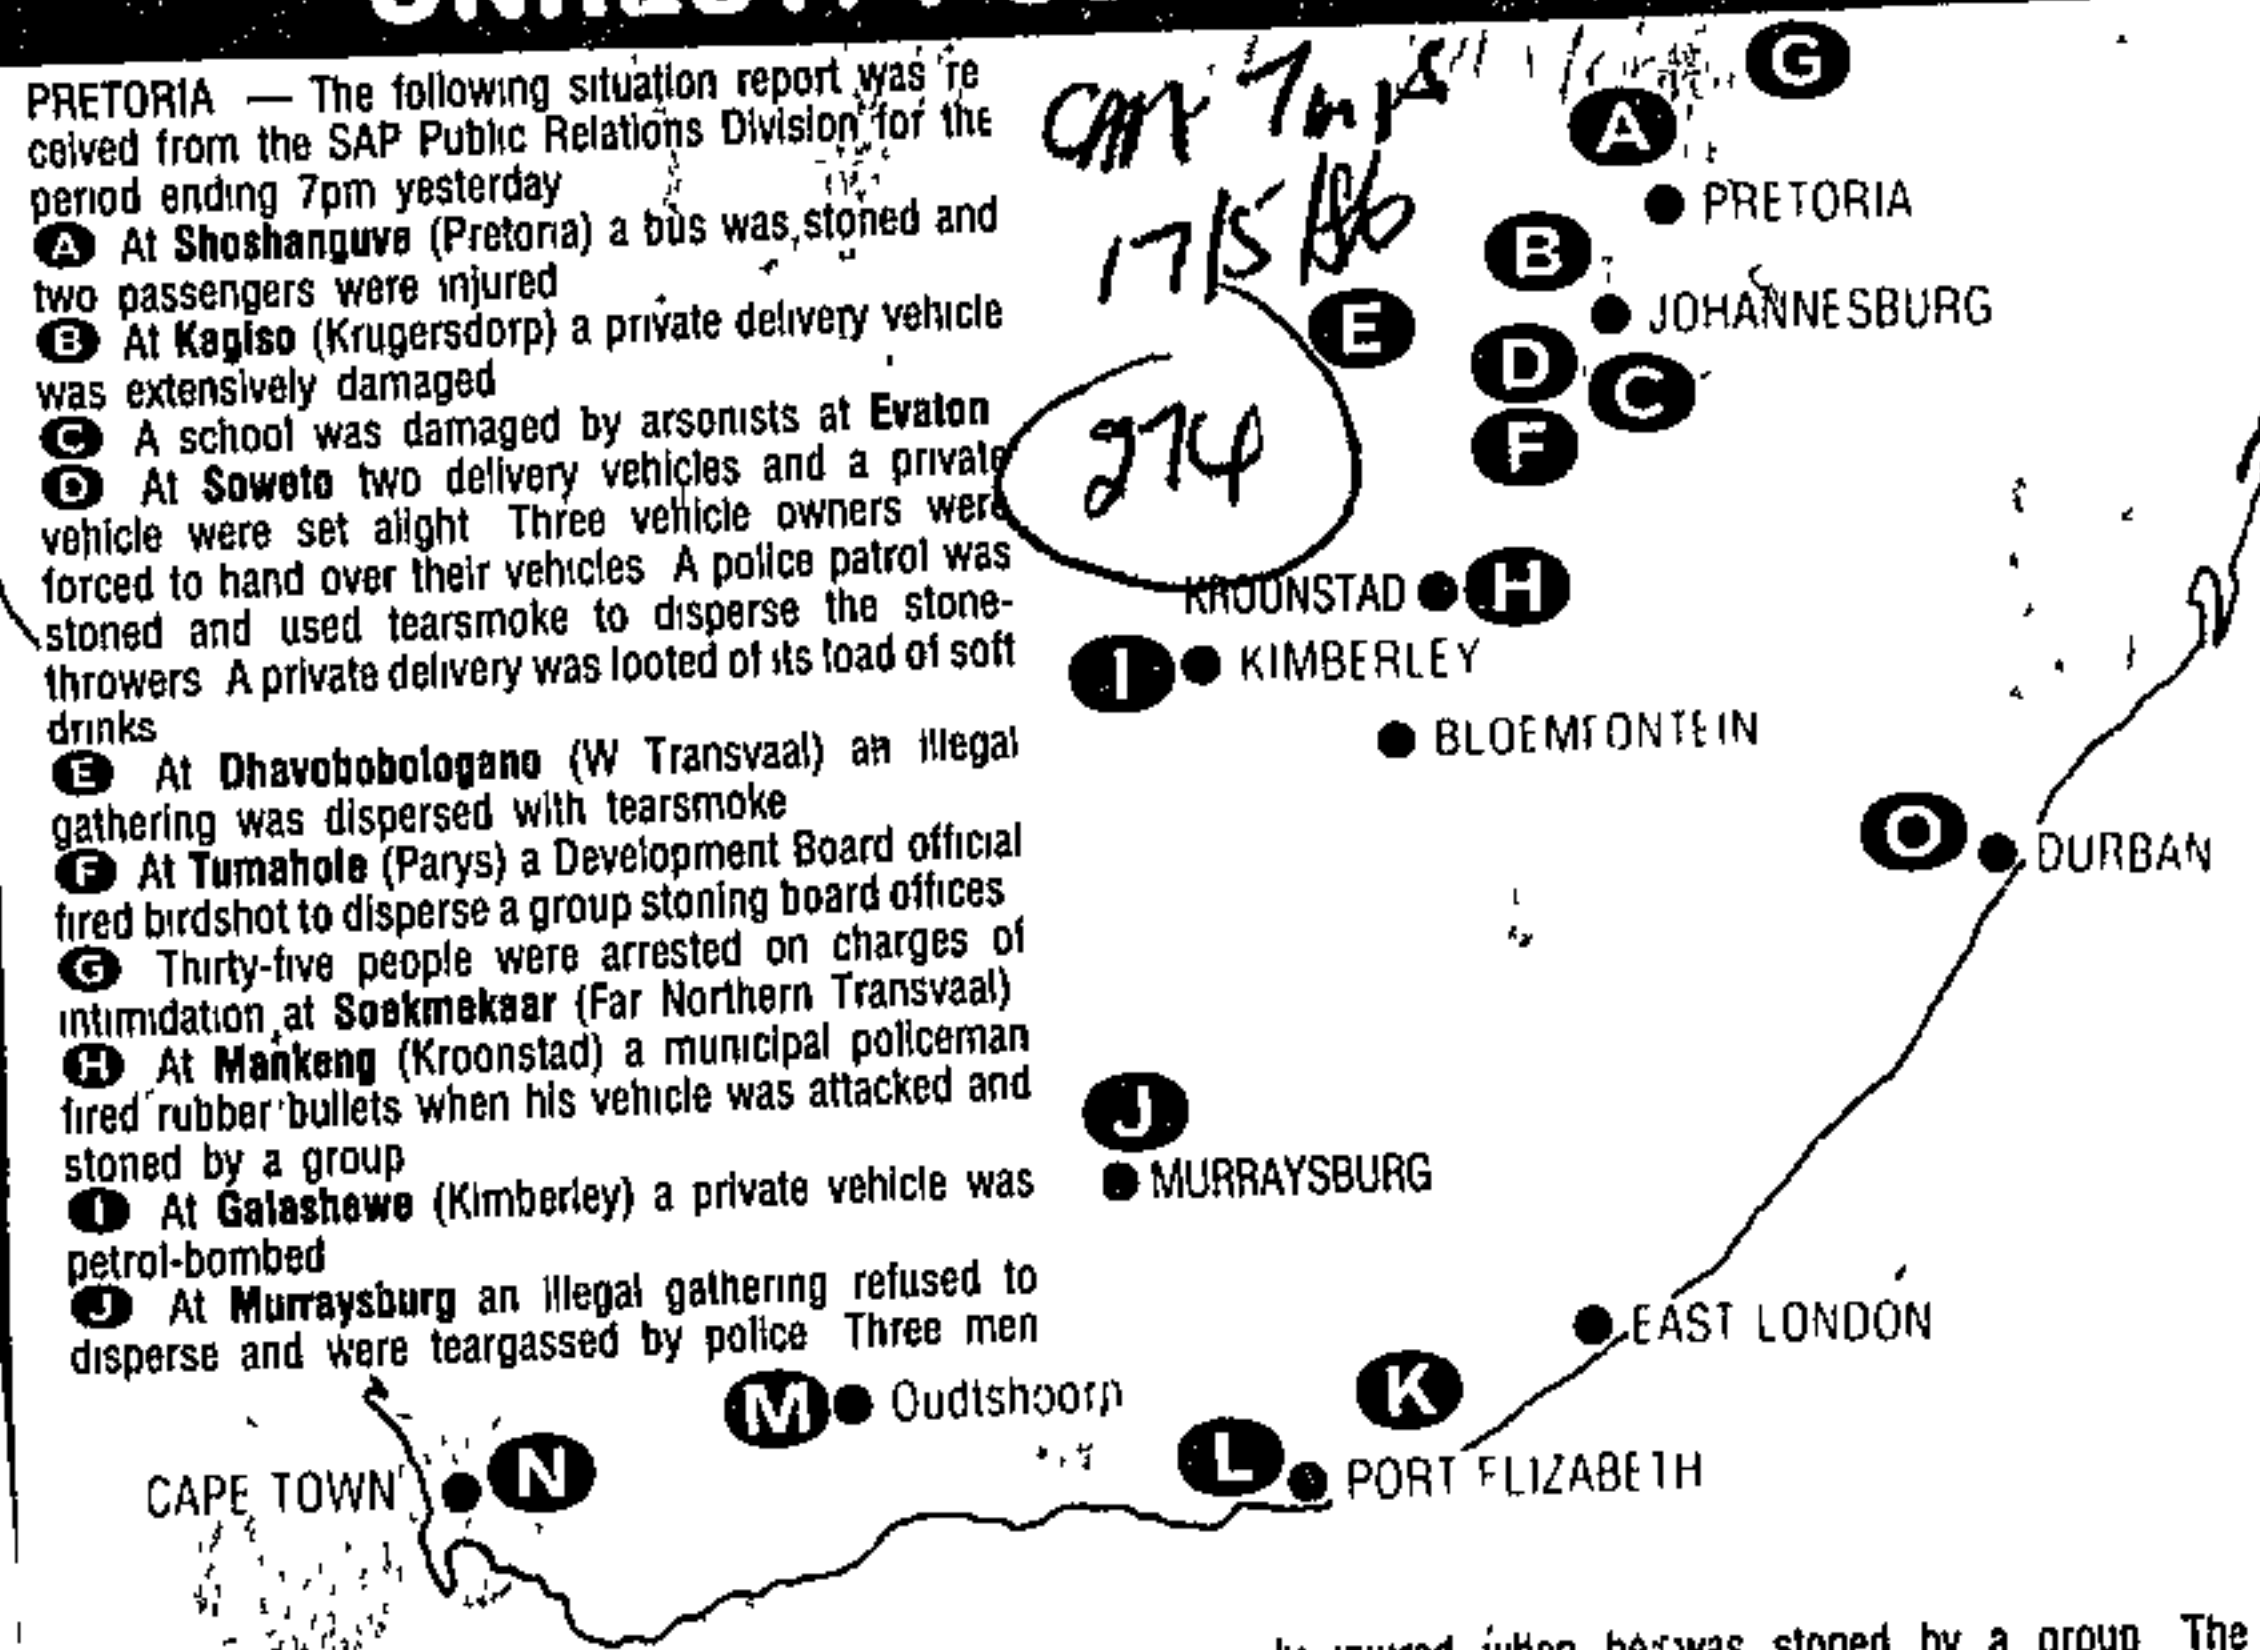 PRETORIA — The following situation report was re
ceived from the SAP Public Relations Division for the
period ending 7pm yesterday
A At Shoshanguve (Pretoria) a bus was stoned and
two passengers were injured
B At Kagiso (Krugersdorp) a private delivery vehicle
was extensively damaged
C A school was damaged by arsonists at Evaton
D At Soweto two delivery vehicles and a private
vehicle were set alight Three vehicle owners were
forced to hand over their vehicles A police patrol was
stoned and used tearsmoke to disperse the stone-
throwers A private delivery was looted of its load of soft
drinks
E At Dhavobobologano (W Transvaal) an illegal
gathering was dispersed with tearsmoke
F At Tumahole (Parys) a Development Board official
fired birdshot to disperse a group stoning board offices
G Thirty-five people were arrested on charges of
intimidation at Soekmekaar (Far Northern Transvaal)
H At Mankeng (Kroonstad) a municipal policeman
fired rubber bullets when his vehicle was attacked and
stoned by a group
I At Galashewe (Kimberley) a private vehicle was
petrol-bombed
J At Murraysburg an illegal gathering refused to
disperse and were teargassed by police Three men
274
G
A
PRETORIA
B
JOHANNESBURG
E
D
C
F
KROONSTAD H
I KIMBERLEY
BLOEMFONTEIN
O DURBAN
J
MURRAYSBURG
EAST LONDON
K
M Oudtshoorn
L PORT ELIZABETH
CAPE TOWN N
was stoned by a group The